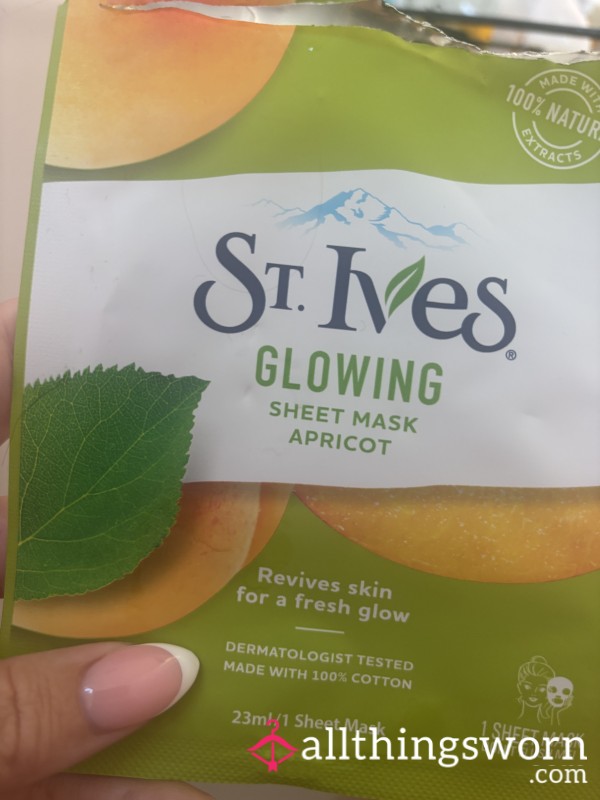 MADE WITH
100% NATUR
EXTRACTS
ST. Ives®
GLOWING
SHEET MASK
APRICOT
Revives skin
for a fresh glow
DERMATOLOGIST TESTED
MADE WITH 100% COTTON
23ml/1 Sheet Mask
1 SHEET MASK
allthingsworn
.com